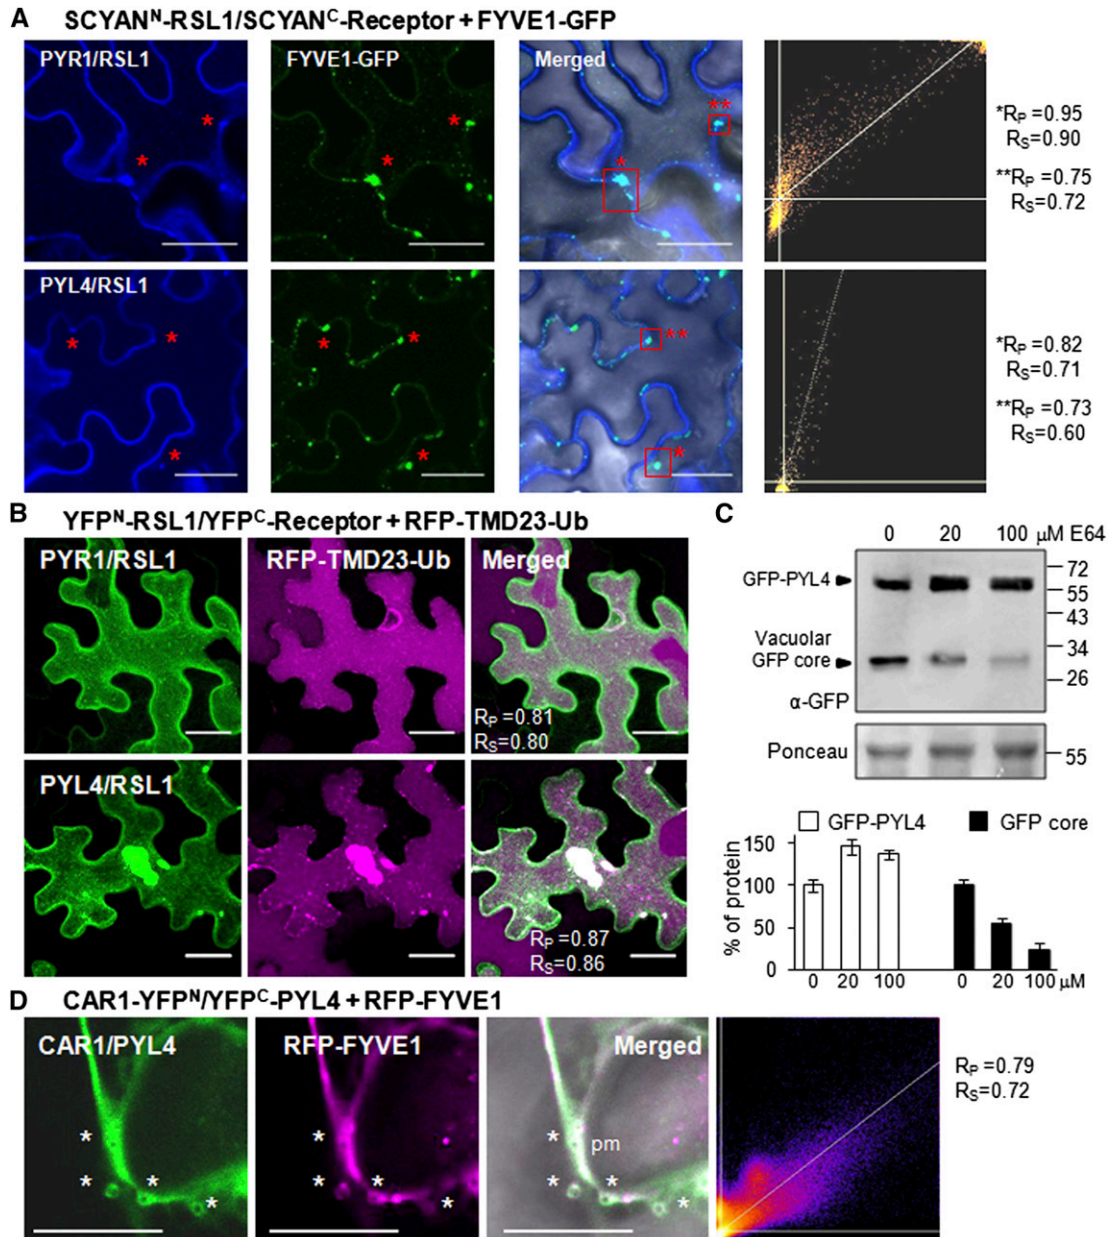 A SCYANᴺ-RSL1/SCYANᶜ-Receptor + FYVE1-GFP
PYR1/RSL1
*
*
FYVE1-GFP
*
*
Merged
**
*
*Rₚ =0.95
Rₛ=0.90
**Rₚ =0.75
Rₛ=0.72
PYL4/RSL1
*
*
*
*
*
*
**
*
*Rₚ =0.82
Rₛ=0.71
**Rₚ =0.73
Rₛ=0.60
B YFPᴺ-RSL1/YFPᶜ-Receptor + RFP-TMD23-Ub
PYR1/RSL1
RFP-TMD23-Ub
Merged
Rₚ =0.81
Rₛ=0.80
PYL4/RSL1
Rₚ =0.87
Rₛ=0.86
C
0 20 100 μM E64
GFP-PYL4
Vacuolar
GFP core
α-GFP
72
55
43
34
26
Ponceau
55
GFP-PYL4
GFP core
% of protein
150
100
50
0
0 20 100 0 20 100 μM
D CAR1-YFPᴺ/YFPᶜ-PYL4 + RFP-FYVE1
CAR1/PYL4
*
*
*
*
RFP-FYVE1
*
*
*
*
Merged
*
pm
*
*
*
Rₚ =0.79
Rₛ=0.72